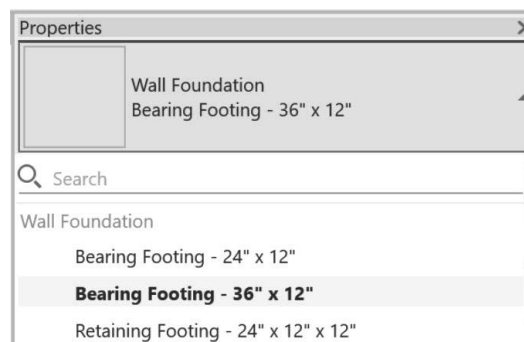 Properties
Wall Foundation
Bearing Footing - 36" x 12"
Search
Wall Foundation
Bearing Footing - 24" x 12"
Bearing Footing - 36" x 12"
Retaining Footing - 24" x 12" x 12"